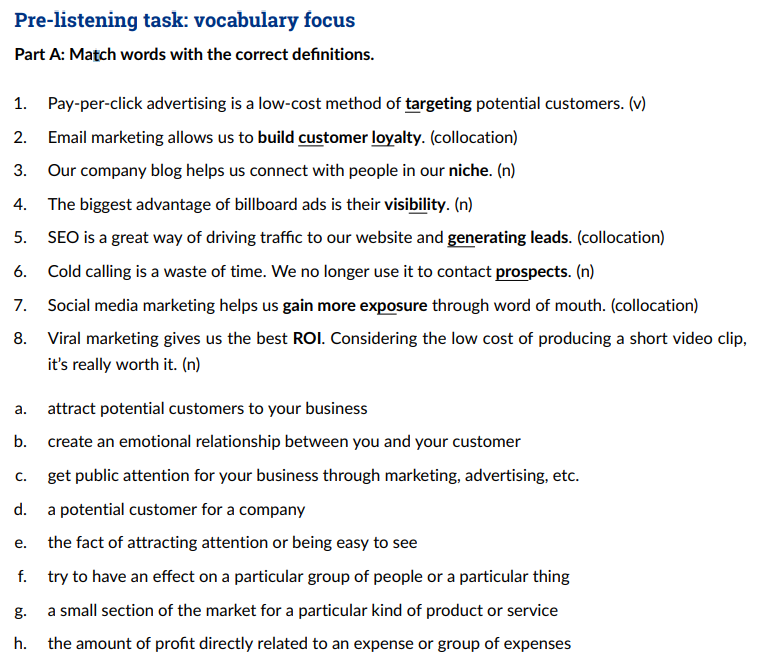 Pre-listening task: vocabulary focus
Part A: Match words with the correct definitions.
1. Pay-per-click advertising is a low-cost method of targeting potential customers. (v)
2. Email marketing allows us to build customer loyalty. (collocation)
3. Our company blog helps us connect with people in our niche. (n)
4. The biggest advantage of billboard ads is their visibility. (n)
5. SEO is a great way of driving traffic to our website and generating leads. (collocation)
6. Cold calling is a waste of time. We no longer use it to contact prospects. (n)
7. Social media marketing helps us gain more exposure through word of mouth. (collocation)
8. Viral marketing gives us the best ROI. Considering the low cost of producing a short video clip,
it's really worth it. (n)
a. attract potential customers to your business
b. create an emotional relationship between you and your customer
c. get public attention for your business through marketing, advertising, etc.
d. a potential customer for a company
e. the fact of attracting attention or being easy to see
f. try to have an effect on a particular group of people or a particular thing
g. a small section of the market for a particular kind of product or service
h. the amount of profit directly related to an expense or group of expenses